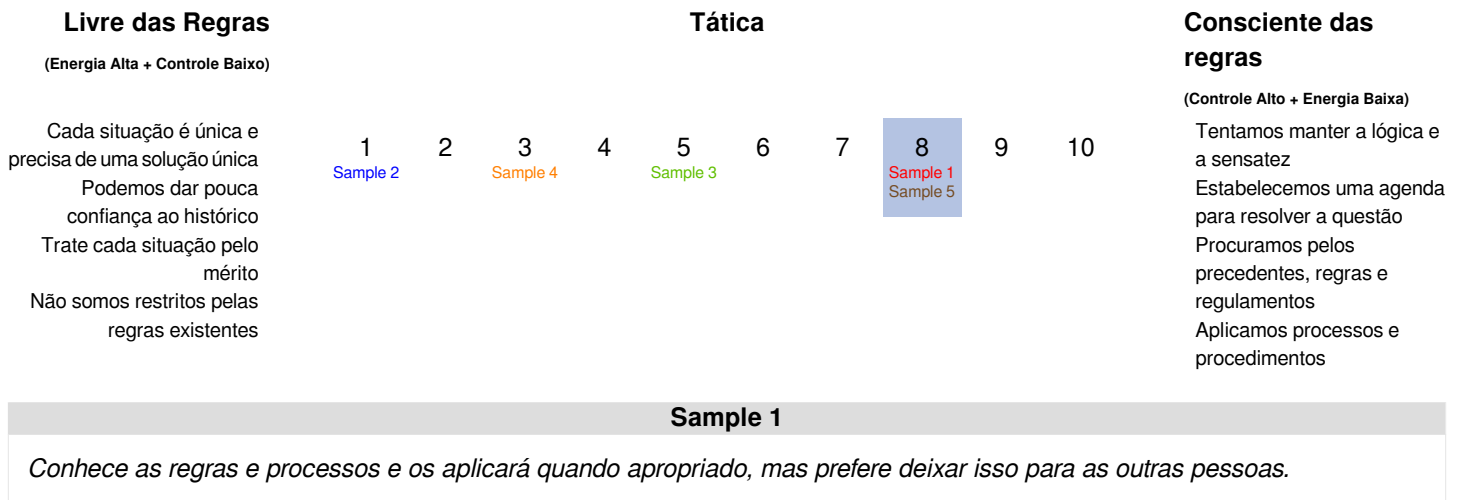 Livre das Regras
(Energia Alta + Controle Baixo)
Cada situação é única e
precisa de uma solução única
Podemos dar pouca
confiança ao histórico
Trate cada situação pelo
mérito
Não somos restritos pelas
regras existentes
Tática
1 2 3 4 5 6 7 8 9 10
Sample 2 Sample 4 Sample 3 Sample 1
Sample 5
Consciente das
regras
(Controle Alto + Energia Baixa)
Tentamos manter a lógica e
a sensatez
Estabelecemos uma agenda
para resolver a questão
Procuramos pelos
precedentes, regras e
regulamentos
Aplicamos processos e
procedimentos
Sample 1
Conhece as regras e processos e os aplicará quando apropriado, mas prefere deixar isso para as outras pessoas.